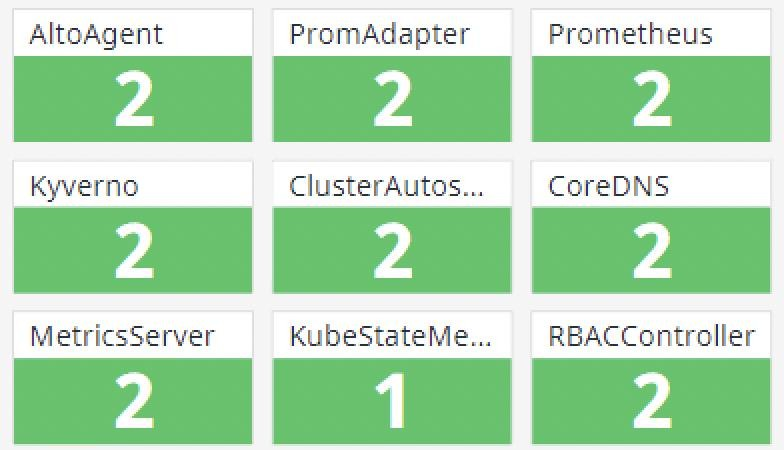 AltoAgent PromAdapter Prometheus
2 2 2
Kyverno ClusterAutos... CoreDNS
2 2 2
MetricsServer KubeStateMe... RBACController
2 1 2